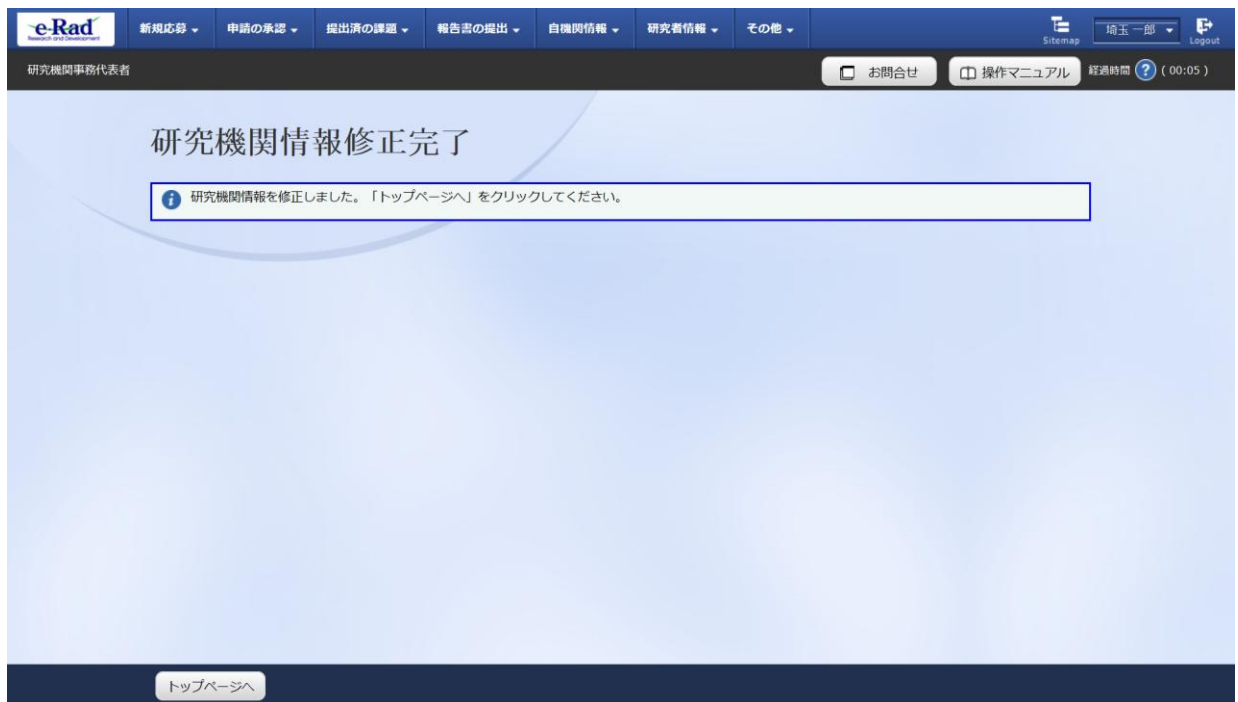 e-Rad
Research and Development
新規応募
申請の承認
提出済の課題
報告書の提出
自機関情報
研究者情報
その他
Sitemap
埼玉 一郎
Logout
研究機関事務代表者
お問合せ
操作マニュアル
経過時間 ? ( 00:05 )
研究機関情報修正完了
研究機関情報を修正しました。「トップページへ」をクリックしてください。
トップページへ